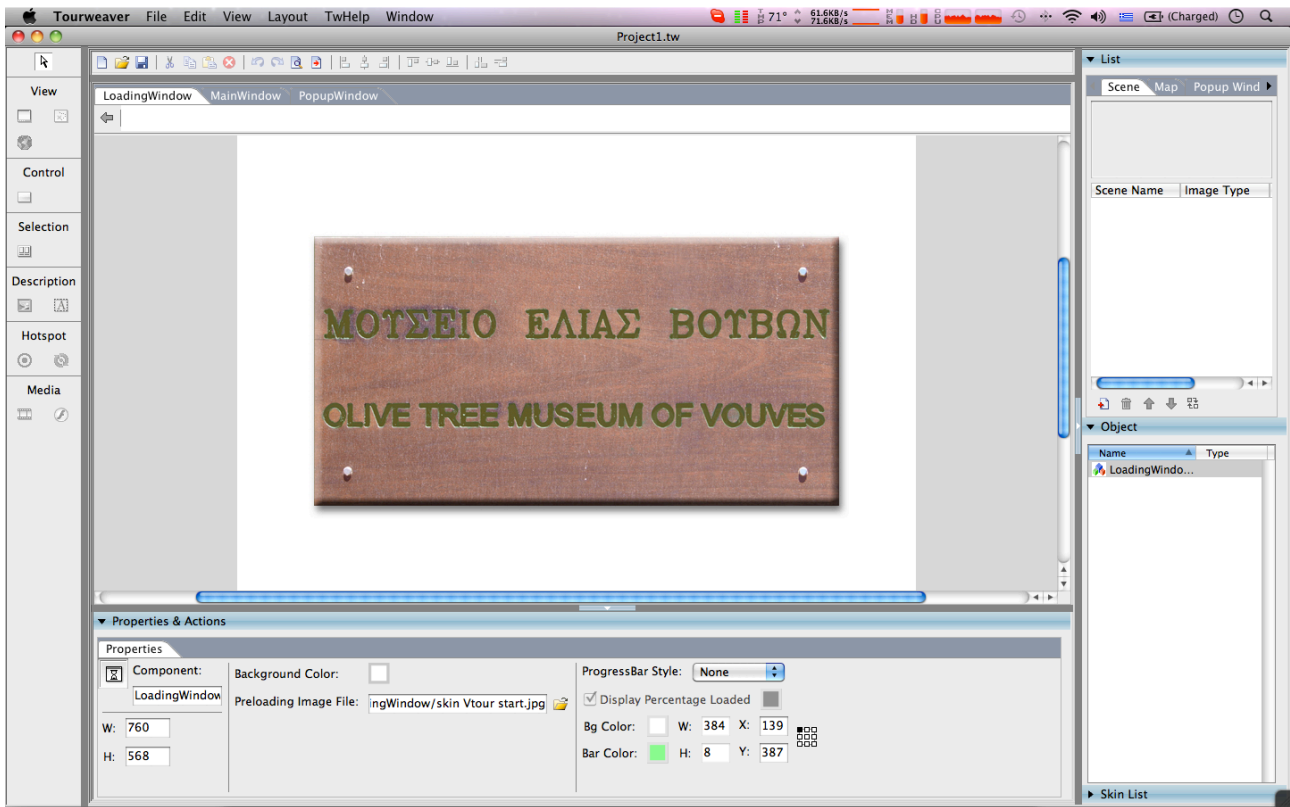 Tourweaver File Edit View Layout TwHelp Window 71° 61.6KB/s 71.6KB/s (Charged)
Project1.tw
View
Control
Selection
Description
Hotspot
Media
LoadingWindow MainWindow PopupWindow
ΜΟΥΣΕΙΟ ΕΛΙΑΣ ΒΟΥΒΩΝ
OLIVE TREE MUSEUM OF VOUVES
Properties & Actions
Properties
Component:
LoadingWindow
W: 760
H: 568
Background Color:
Preloading Image File: ingWindow/skin Vtour start.jpg
ProgressBar Style: None
Display Percentage Loaded
Bg Color: W: 384 X: 139
Bar Color: H: 8 Y: 387
List
Scene Map Popup Wind
Scene Name Image Type
Object
Name Type
LoadingWindo...
Skin List